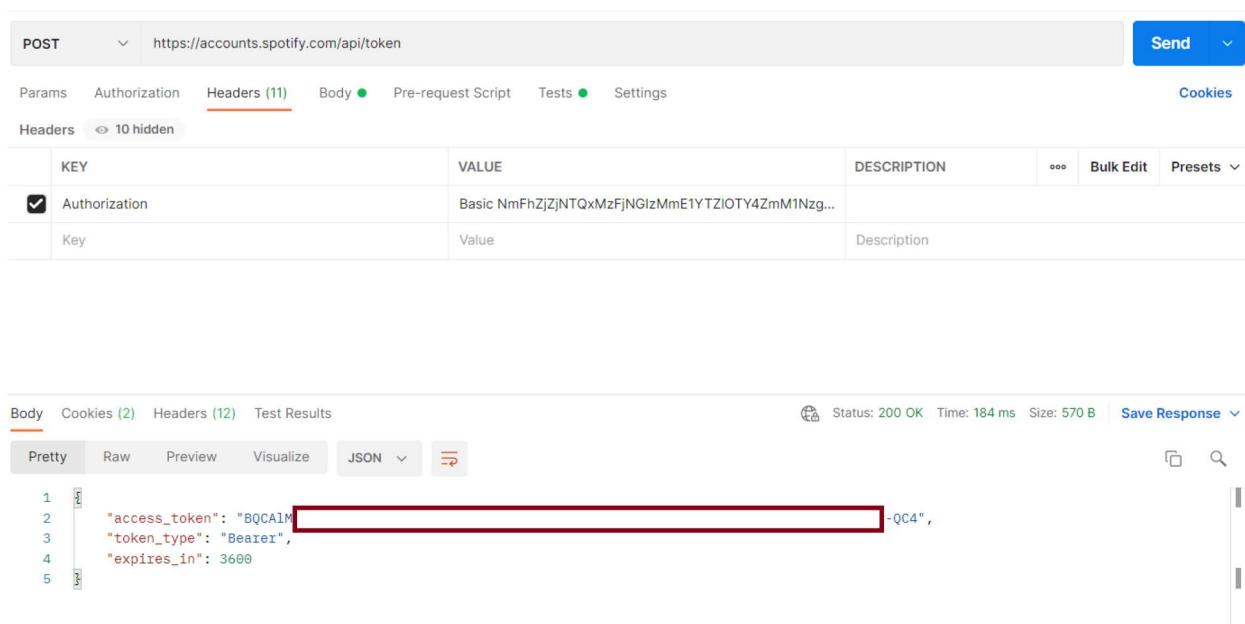 POST https://accounts.spotify.com/api/token Send
Params Authorization Headers (11) Body Pre-request Script Tests Settings Cookies
Headers 10 hidden
KEY VALUE DESCRIPTION ooo Bulk Edit Presets
Authorization Basic NmFhZjZjNTQxMzFjNGIzMmE1YTZlOTY4ZmM1Nzg...
Key Value Description
Body Cookies (2) Headers (12) Test Results Status: 200 OK Time: 184 ms Size: 570 B Save Response
Pretty Raw Preview Visualize JSON
1 {
2 "access_token": "BQCAlM -QC4",
3 "token_type": "Bearer",
4 "expires_in": 3600
5 }